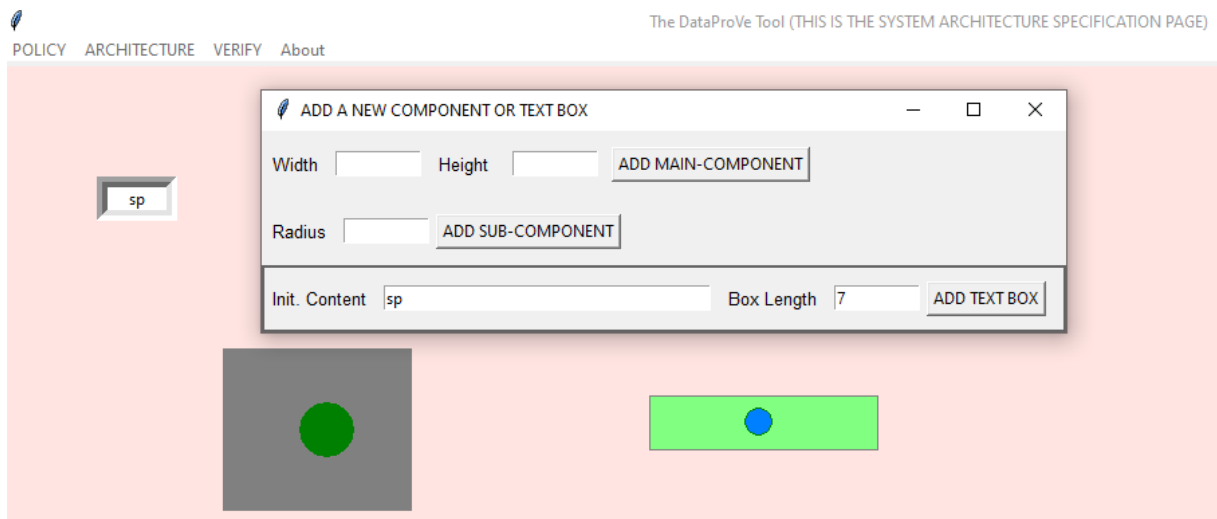 The DataProVe Tool (THIS IS THE SYSTEM ARCHITECTURE SPECIFICATION PAGE)
POLICY ARCHITECTURE VERIFY About
ADD A NEW COMPONENT OR TEXT BOX
Width Height ADD MAIN-COMPONENT
sp
Radius ADD SUB-COMPONENT
Init. Content sp Box Length 7 ADD TEXT BOX